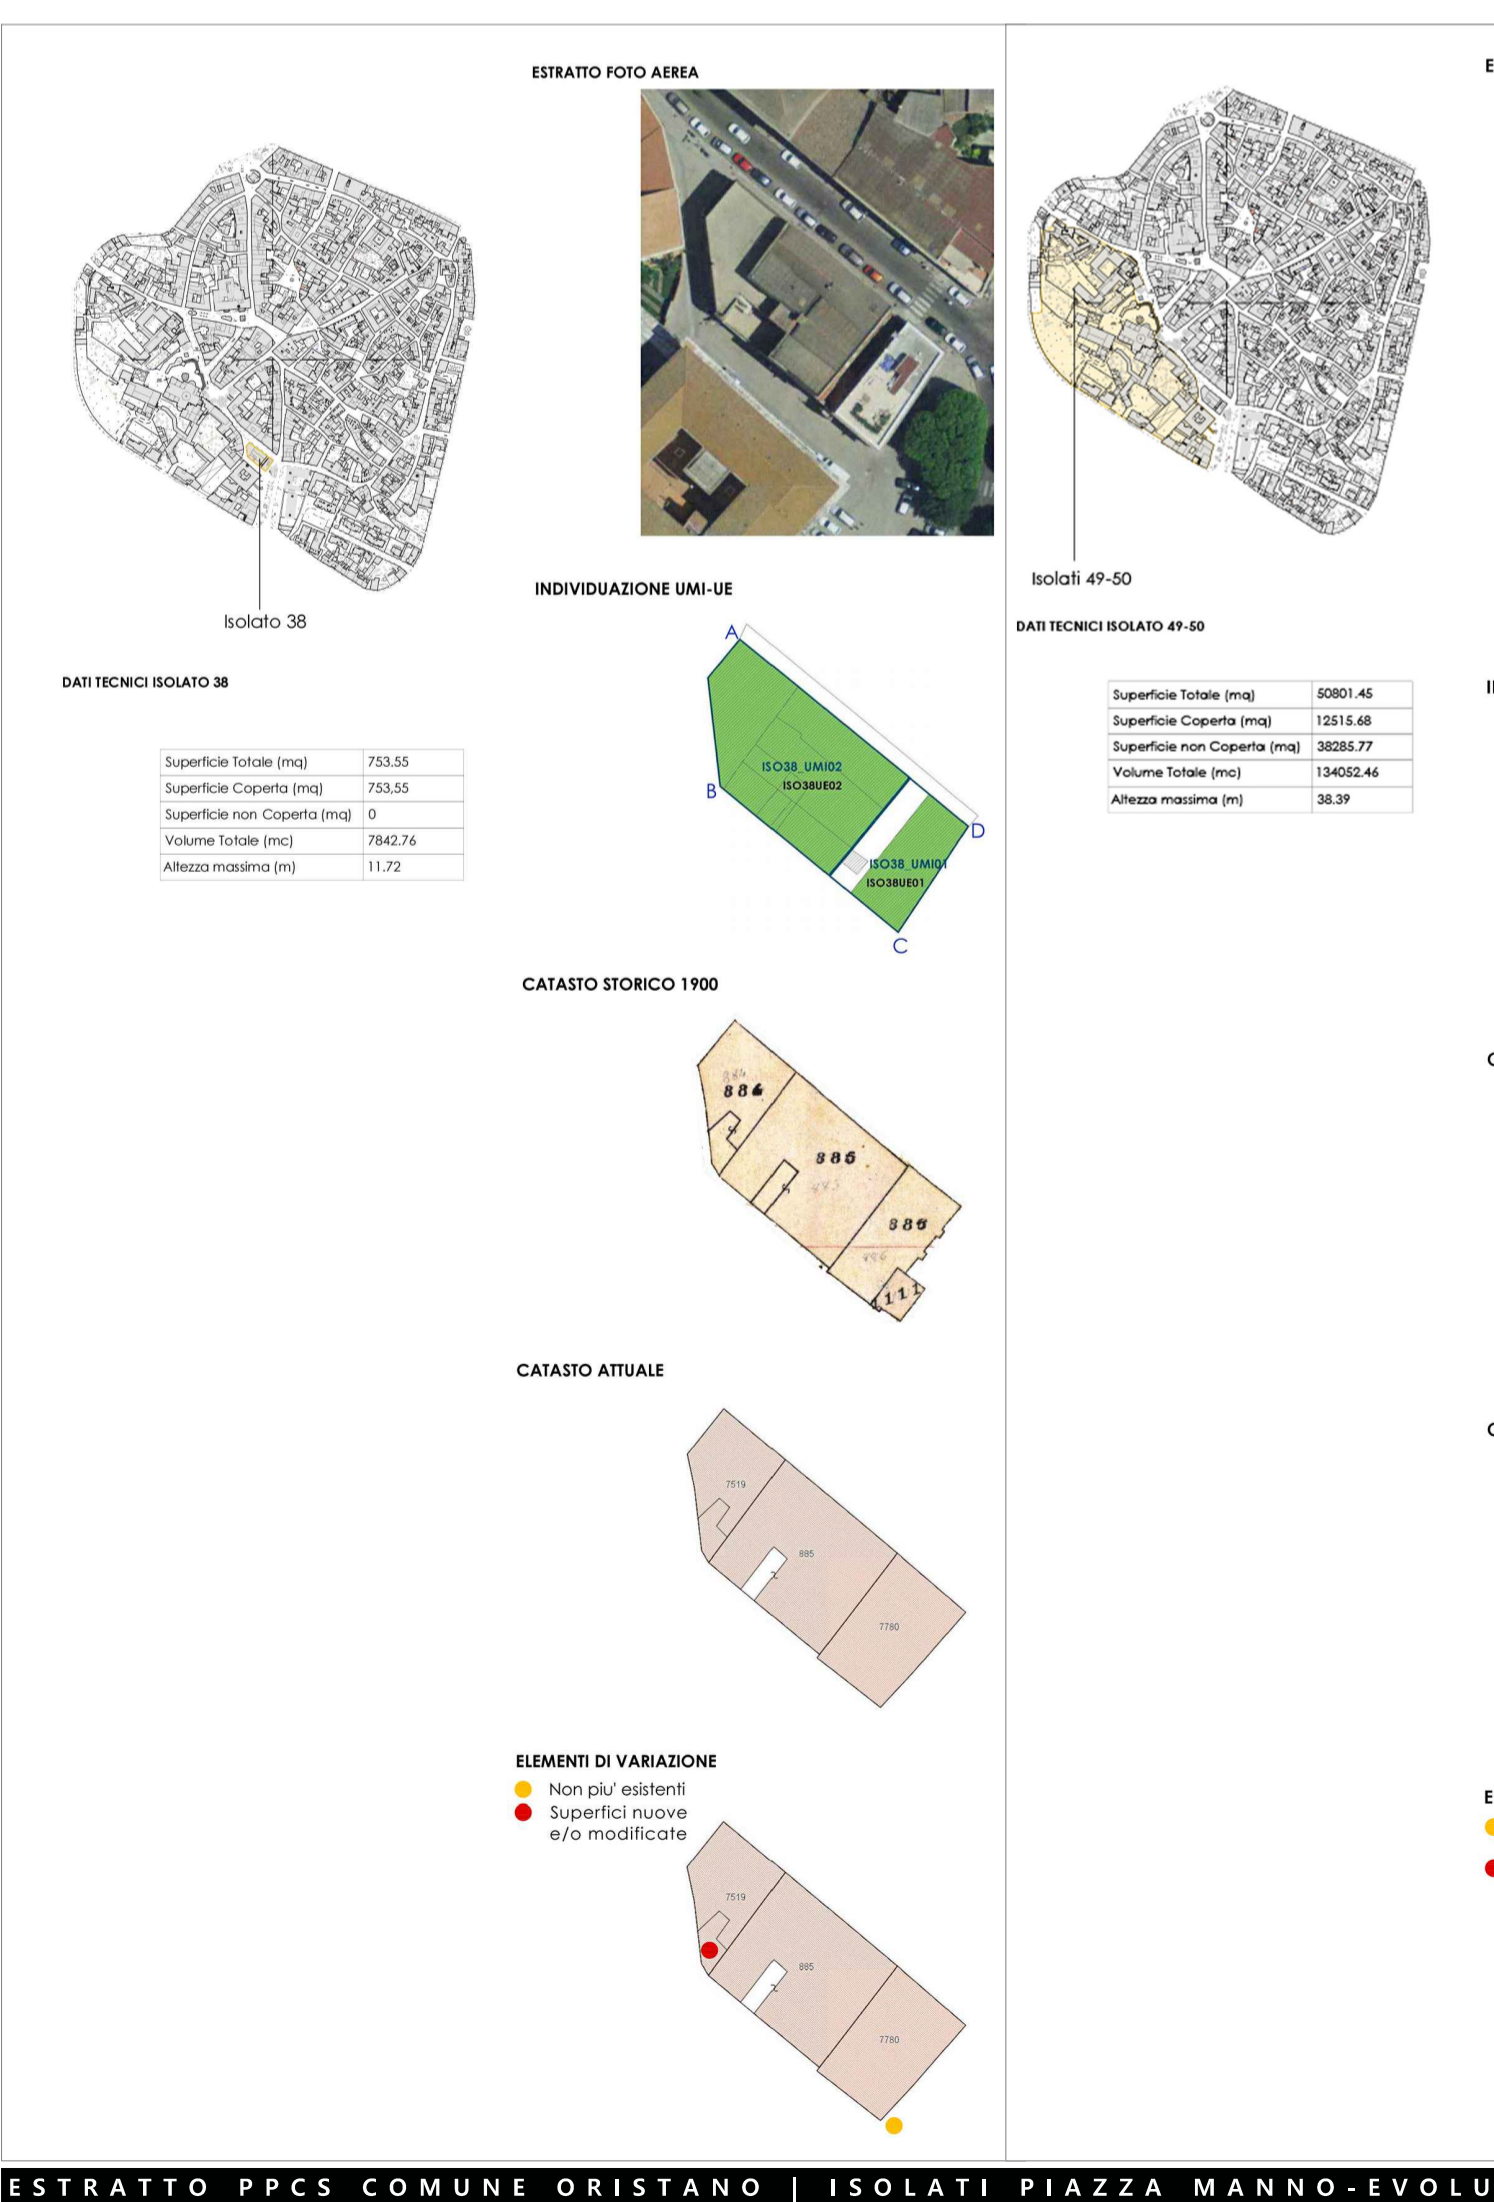 ESTRATTO FOTO AEREA
Isolato 38
DATI TECNICI ISOLATO 38
Superficie Totale (mq) 753.55
Superficie Coperta (mq) 753,55
Superficie non Coperta (mq) 0
Volume Totale (mc) 7842.76
Altezza massima (m) 11.72
INDIVIDUAZIONE UMI-UE
A
ISO38_UMI02
ISO38UE02
B
D
ISO38_UMI01
ISO38UE01
C
CATASTO STORICO 1900
884
884
885
885
886
886
1111
CATASTO ATTUALE
7519
885
7780
ELEMENTI DI VARIAZIONE
Non piu' esistenti
Superfici nuove
e/o modificate
7519
885
7780
E
Isolati 49-50
DATI TECNICI ISOLATO 49-50
Superficie Totale (mq) 50801.45
Superficie Coperta (mq) 12515.68
Superficie non Coperta (mq) 38285.77
Volume Totale (mc) 134052.46
Altezza massima (m) 38.39
E
ESTRATTO PPCS COMUNE ORISTANO | ISOLATI PIAZZA MANNO-EVOLU